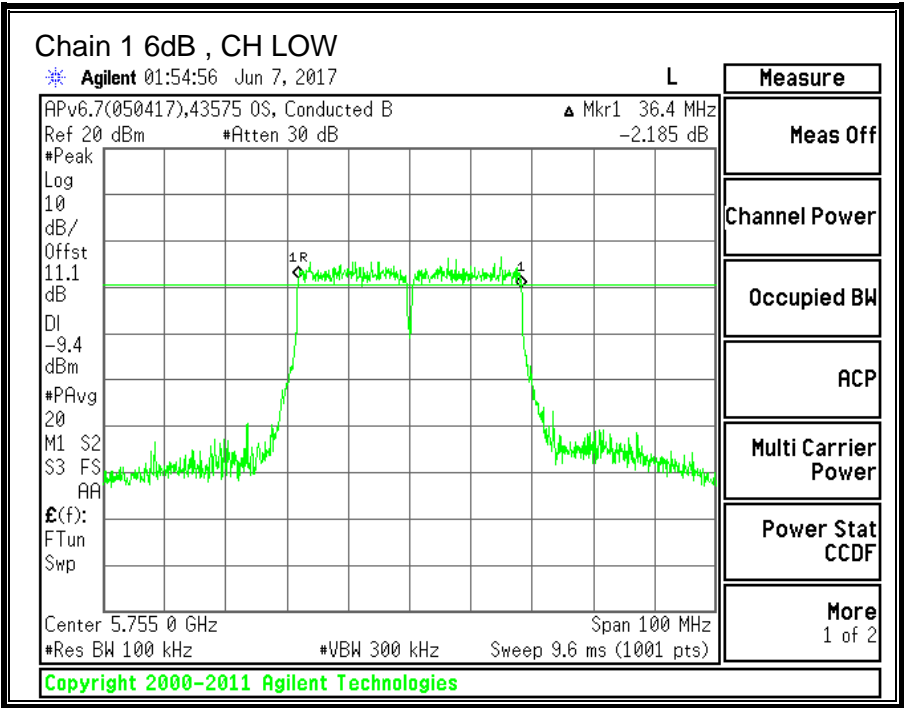 Chain 1 6dB , CH LOW
Agilent 01:54:56 Jun 7, 2017 L
Measure
APv6.7(050417),43575 OS, Conducted B
Δ Mkr1 36.4 MHz
Ref 20 dBm #Atten 30 dB -2.185 dB
Meas Off
#Peak
Log
10
dB/
Offst
11.1
dB
DI
-9.4
dBm
#PAvg
20
M1 S2
S3 FS
AA
£(f):
FTun
Swp
1R
1
Channel Power
Occupied BW
ACP
Multi Carrier
Power
Power Stat
CCDF
More
1 of 2
Center 5.755 0 GHz Span 100 MHz
#Res BW 100 kHz #VBW 300 kHz Sweep 9.6 ms (1001 pts)
Copyright 2000-2011 Agilent Technologies